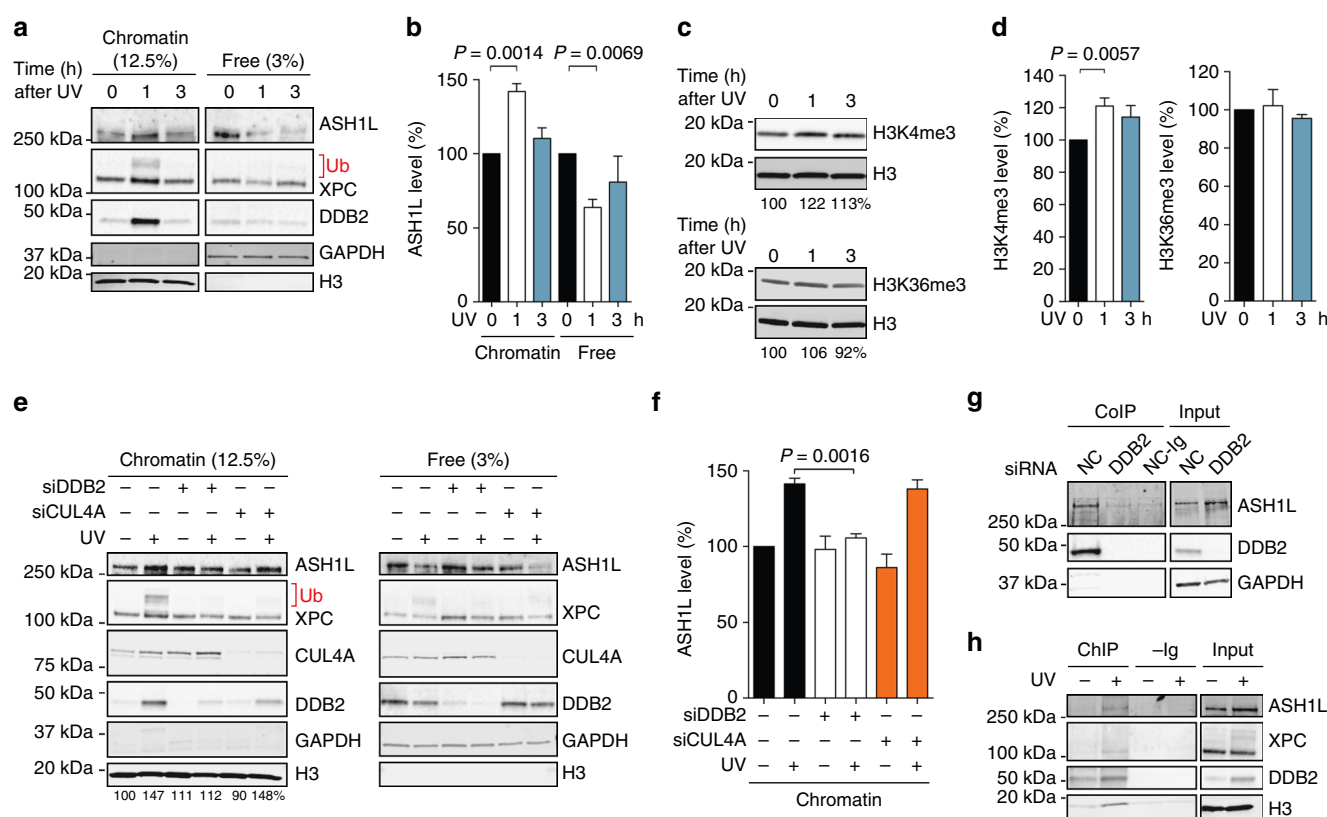 a
Chromatin (12.5%) Free (3%)
Time (h) after UV 0 1 3 0 1 3
ASH1L
250 kDa
Ub
100 kDa XPC
50 kDa DDB2
37 kDa GAPDH
20 kDa H3
b
P = 0.0014 P = 0.0069
ASH1L level (%)
150
100
50
0
UV 0 1 3 0 1 3 h
Chromatin Free
c
Time (h) after UV 0 1 3
20 kDa H3K4me3
20 kDa H3
100 122 113%
Time (h) after UV 0 1 3
20 kDa H3K36me3
20 kDa H3
100 106 92%
d
P = 0.0057
H3K4me3 level (%)
140
120
100
80
60
40
20
0
UV 0 1 3 h
H3K36me3 level (%)
120
100
80
60
40
20
0
UV 0 1 3 h
e
Chromatin (12.5%) Free (3%)
siDDB2 – – + + – – – – + + – –
siCUL4A – – – – + + – – – – + +
UV – + – + – + – + – + – +
250 kDa ASH1L ASH1L
Ub
100 kDa XPC XPC
75 kDa CUL4A CUL4A
50 kDa DDB2 DDB2
37 kDa GAPDH GAPDH
20 kDa H3 H3
100 147 111 112 90 148%
f
P = 0.0016
ASH1L level (%)
150
100
50
0
siDDB2 – – + + – –
siCUL4A – – – – + +
UV – + – + – +
Chromatin
g
CoIP Input
siRNA NC DDB2 NC-Ig NC DDB2
ASH1L
250 kDa
50 kDa DDB2
37 kDa GAPDH
h
ChIP –Ig Input
UV – + – + – +
250 kDa ASH1L
100 kDa XPC
50 kDa DDB2
20 kDa H3